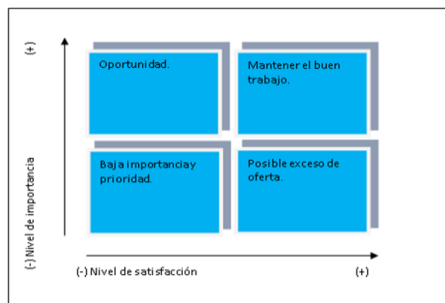 (+)
Oportunidad.
Mantener el buen
trabajo.
(-) Nivel de importancia
Baja importancia y
prioridad.
Posible exceso de
oferta.
(-) Nivel de satisfacción
(+)